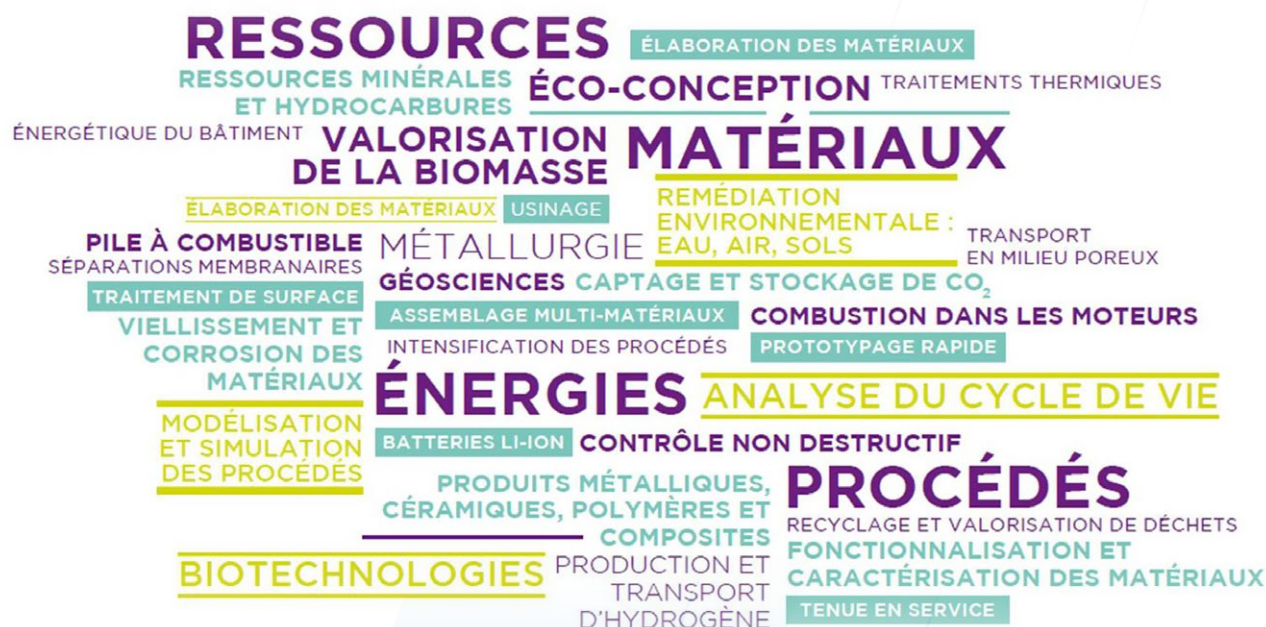 RESSOURCES
ÉLABORATION DES MATÉRIAUX
RESSOURCES MINÉRALES
ET HYDROCARBURES
ÉCO-CONCEPTION
TRAITEMENTS THERMIQUES
ÉNERGÉTIQUE DU BÂTIMENT
VALORISATION
DE LA BIOMASSE
MATÉRIAUX
ÉLABORATION DES MATÉRIAUX
USINAGE
REMÉDIATION
ENVIRONNEMENTALE :
EAU, AIR, SOLS
TRANSPORT
EN MILIEU POREUX
PILE À COMBUSTIBLE
SÉPARATIONS MEMBRANAIRES
MÉTALLURGIE
GÉOSCIENCES
CAPTAGE ET STOCKAGE DE CO₂
TRAITEMENT DE SURFACE
ASSEMBLAGE MULTI-MATÉRIAUX
COMBUSTION DANS LES MOTEURS
VIELLISSEMENT ET
CORROSION DES
MATÉRIAUX
INTENSIFICATION DES PROCÉDÉS
PROTOTYPAGE RAPIDE
ÉNERGIES
ANALYSE DU CYCLE DE VIE
MODÉLISATION
ET SIMULATION
DES PROCÉDÉS
BATTERIES LI-ION
CONTRÔLE NON DESTRUCTIF
PRODUITS MÉTALLIQUES,
CÉRAMIQUES, POLYMÈRES ET
COMPOSITES
PROCÉDÉS
RECYCLAGE ET VALORISATION DE DÉCHETS
FONCTIONNALISATION ET
CARACTÉRISATION DES MATÉRIAUX
BIOTECHNOLOGIES
PRODUCTION ET
TRANSPORT
D'HYDROGÈNE
TENUE EN SERVICE